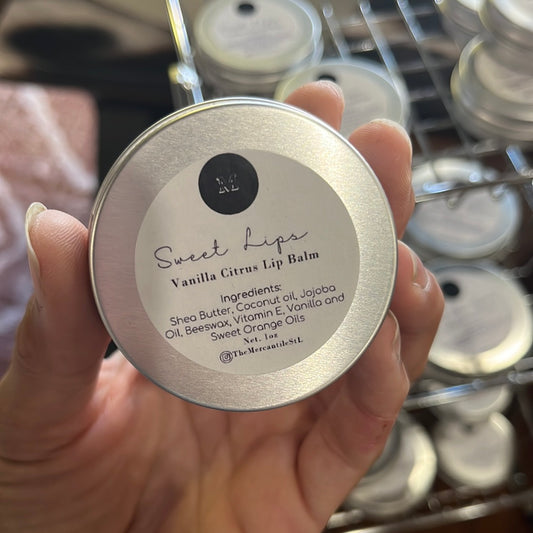 Sweet Lips
Vanilla Citrus Lip Balm
Ingredients:
Shea Butter, Coconut oil, Jojoba
Oil, Beeswax, Vitamin E, Vanilla and
Sweet Orange Oils
Net. 1oz
@TheMercantileStL